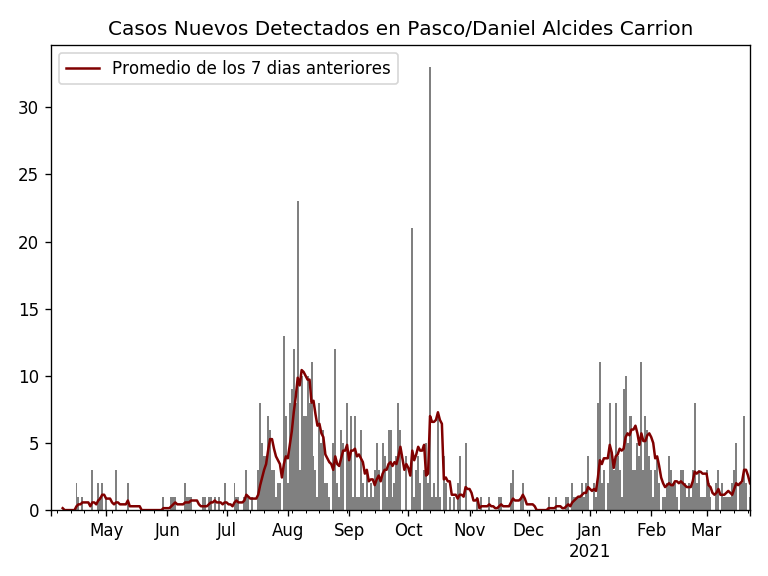 Casos Nuevos Detectados en Pasco/Daniel Alcides Carrion
Promedio de los 7 dias anteriores
30
25
20
15
10
5
0
May Jun Jul Aug Sep Oct Nov Dec Jan Feb Mar
2021